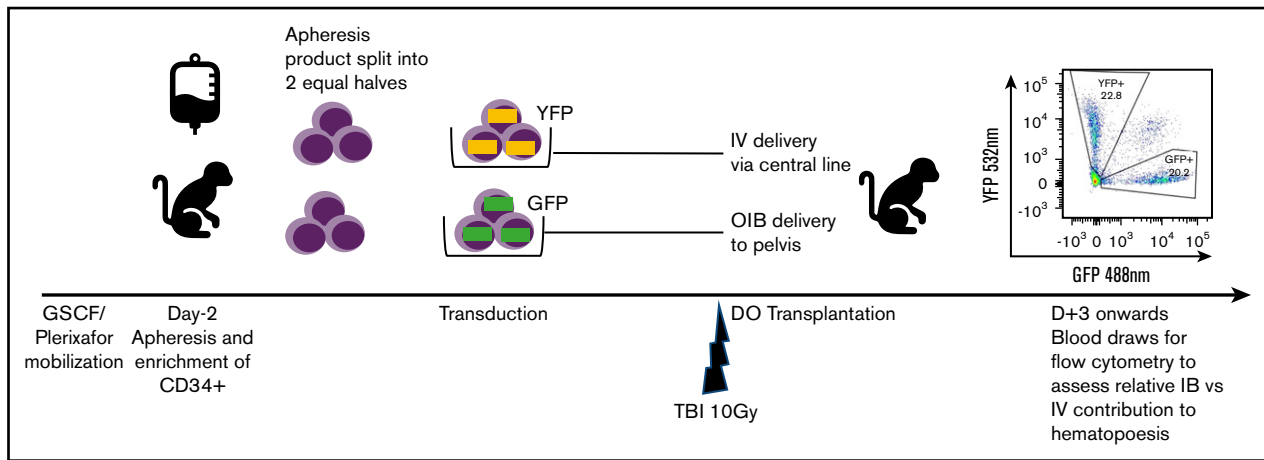 Apheresis
product split into
2 equal halves
YFP
GFP
IV delivery
via central line
OIB delivery
to pelvis
YFP 532nm
10⁵
10⁴
10³
0
-10³
YFP+
22.8
GFP+
20.2
-10³ 0 10³ 10⁴ 10⁵
GFP 488nm
GSCF/
Plerixafor
mobilization
Day-2
Apheresis and
enrichment of
CD34+
Transduction
DO Transplantation
TBI 10Gy
D+3 onwards
Blood draws for
flow cytometry to
assess relative IB vs
IV contribution to
hematopoesis